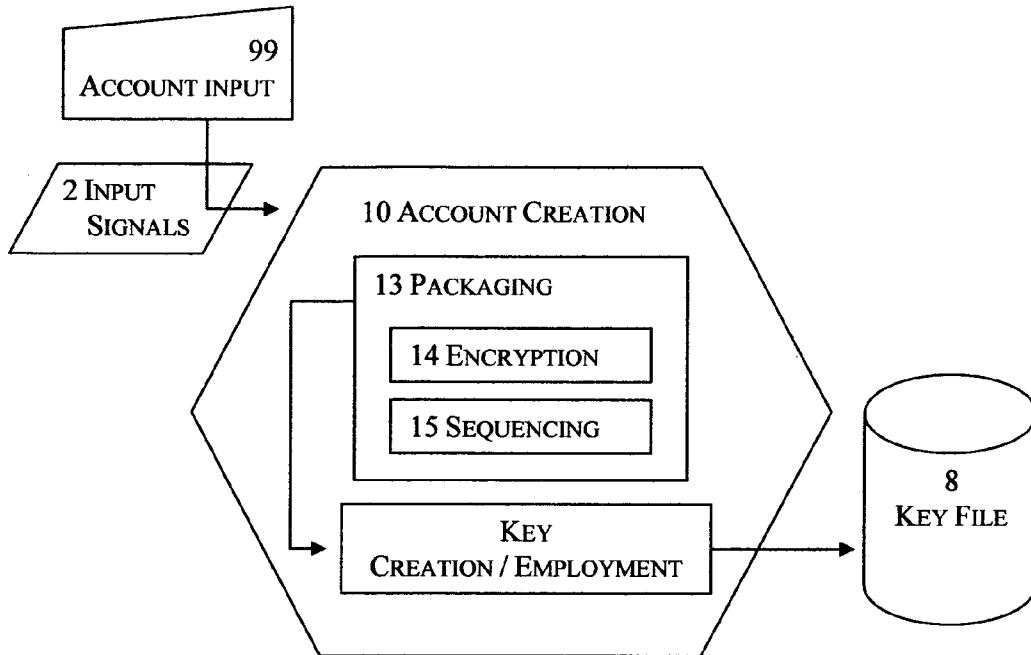 99
ACCOUNT INPUT
2 INPUT
SIGNALS
10 ACCOUNT CREATION
13 PACKAGING
14 ENCRYPTION
15 SEQUENCING
KEY
CREATION / EMPLOYMENT
8
KEY FILE